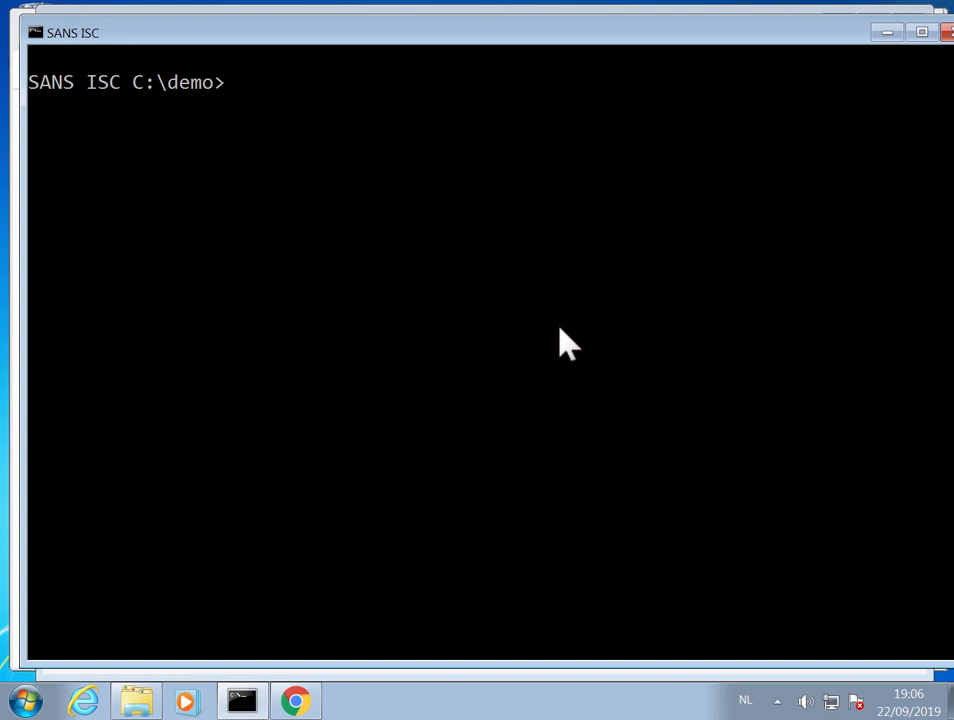 SANS ISC
SANS ISC C:\demo>
NL
19:06
22/09/2019